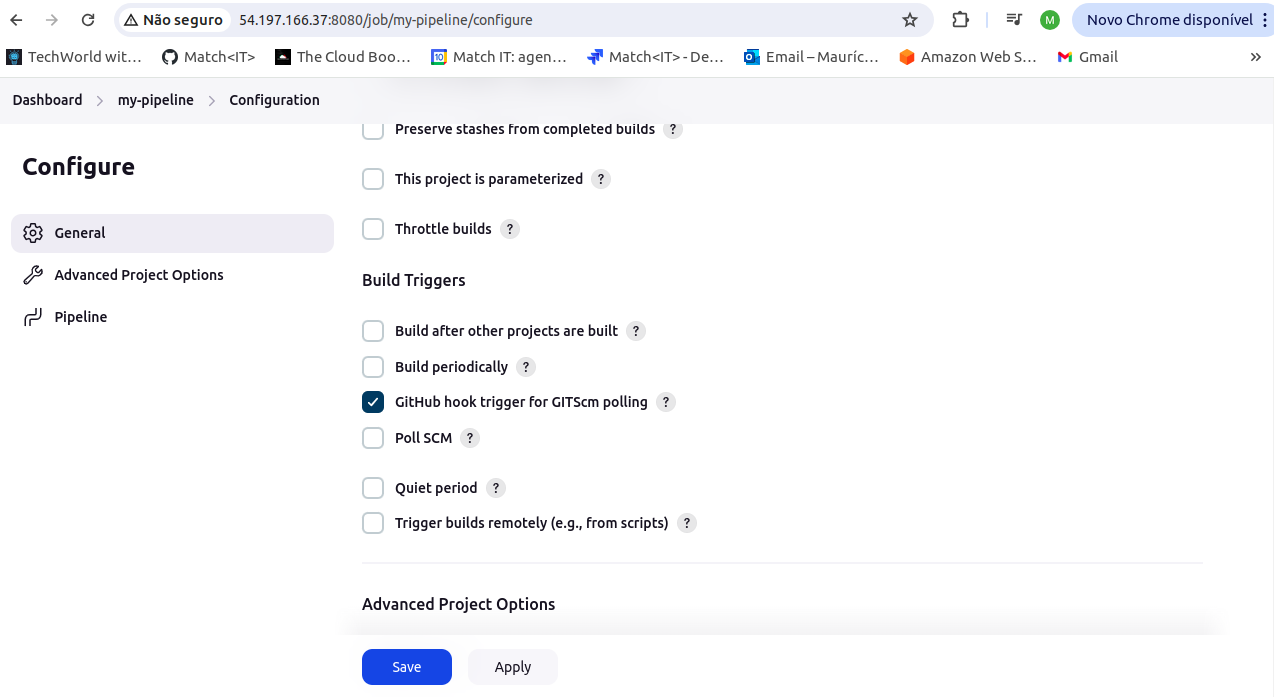 Não seguro 54.197.166.37:8080/job/my-pipeline/configure M Novo Chrome disponível
TechWorld wit... Match<IT> The Cloud Boo... 10 Match IT: agen... Match<IT> - De... Email – Mauríc... Amazon Web S... Gmail »
Dashboard > my-pipeline > Configuration
Configure
General
Advanced Project Options
Pipeline
Preserve stashes from completed builds ?
This project is parameterized ?
Throttle builds ?
Build Triggers
Build after other projects are built ?
Build periodically ?
GitHub hook trigger for GITScm polling ?
Poll SCM ?
Quiet period ?
Trigger builds remotely (e.g., from scripts) ?
Advanced Project Options
Save Apply